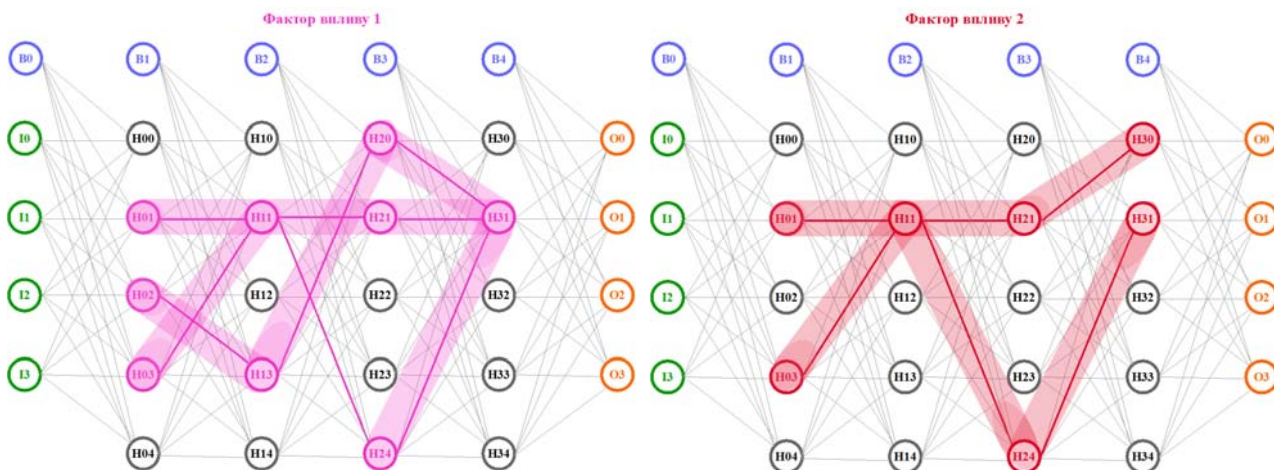 Фактор впливу 1
B0 B1 B2 B3 B4
I0 H00 H10 H20 H30 O0
I1 H01 H11 H21 H31 O1
I2 H02 H12 H22 H32 O2
I3 H03 H13 H23 H33 O3
H04 H14 H24 H34
Фактор впливу 2
B0 B1 B2 B3 B4
I0 H00 H10 H20 H30 O0
I1 H01 H11 H21 H31 O1
I2 H02 H12 H22 H32 O2
I3 H03 H13 H23 H33 O3
H04 H14 H24 H34